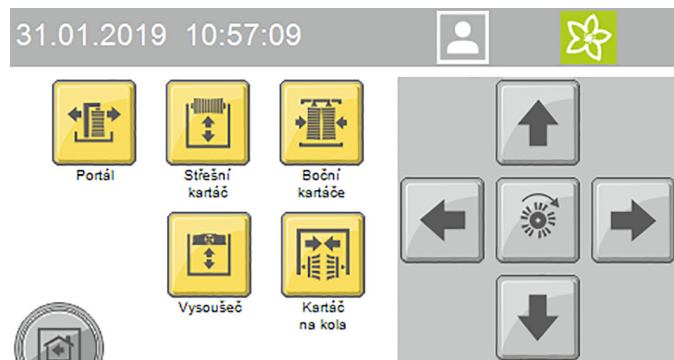 31.01.2019 10:57:09
Portál
Střešní
kartáč
Boční
kartáče
Vysoušeč
Kartáč
na kola